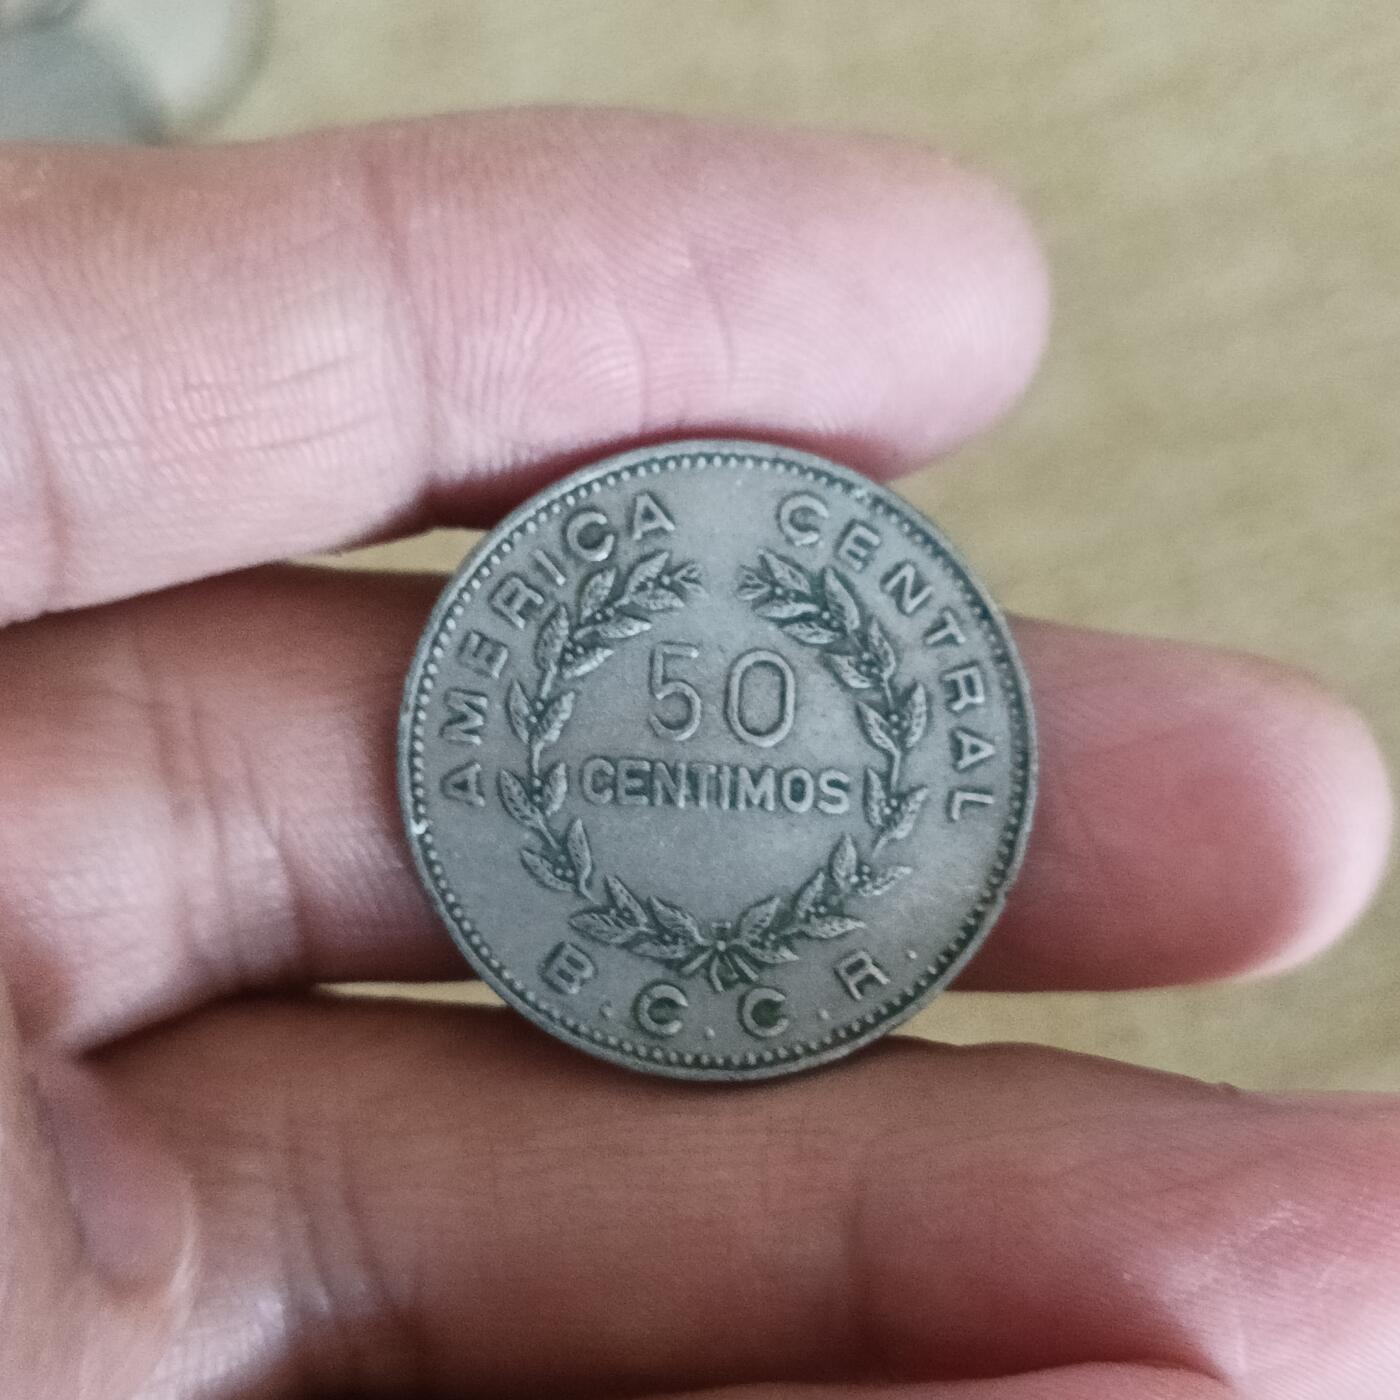 AMERICA CENTRAL
50
CENTIMOS
B.C.C.R.